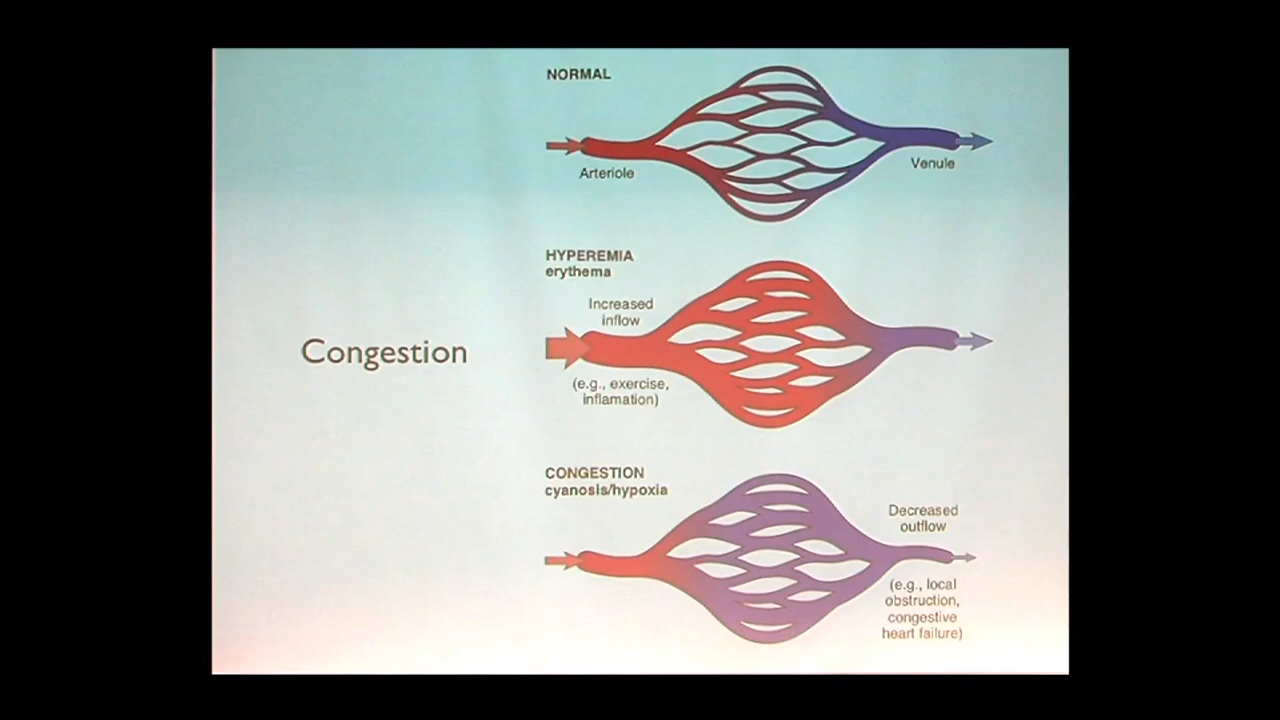 Congestion
NORMAL
Arteriole
Venule
HYPEREMIA
erythema
Increased
inflow
(e.g., exercise,
inflamation)
CONGESTION
cyanosis/hypoxia
Decreased
outflow
(e.g., local
obstruction,
congestive
heart failure)